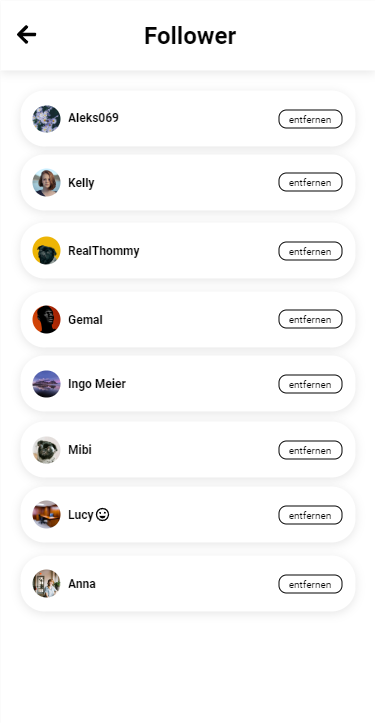 Follower
Aleks069 entfernen
Kelly entfernen
RealThommy entfernen
Gemal entfernen
Ingo Meier entfernen
Mibi entfernen
Lucy entfernen
Anna entfernen